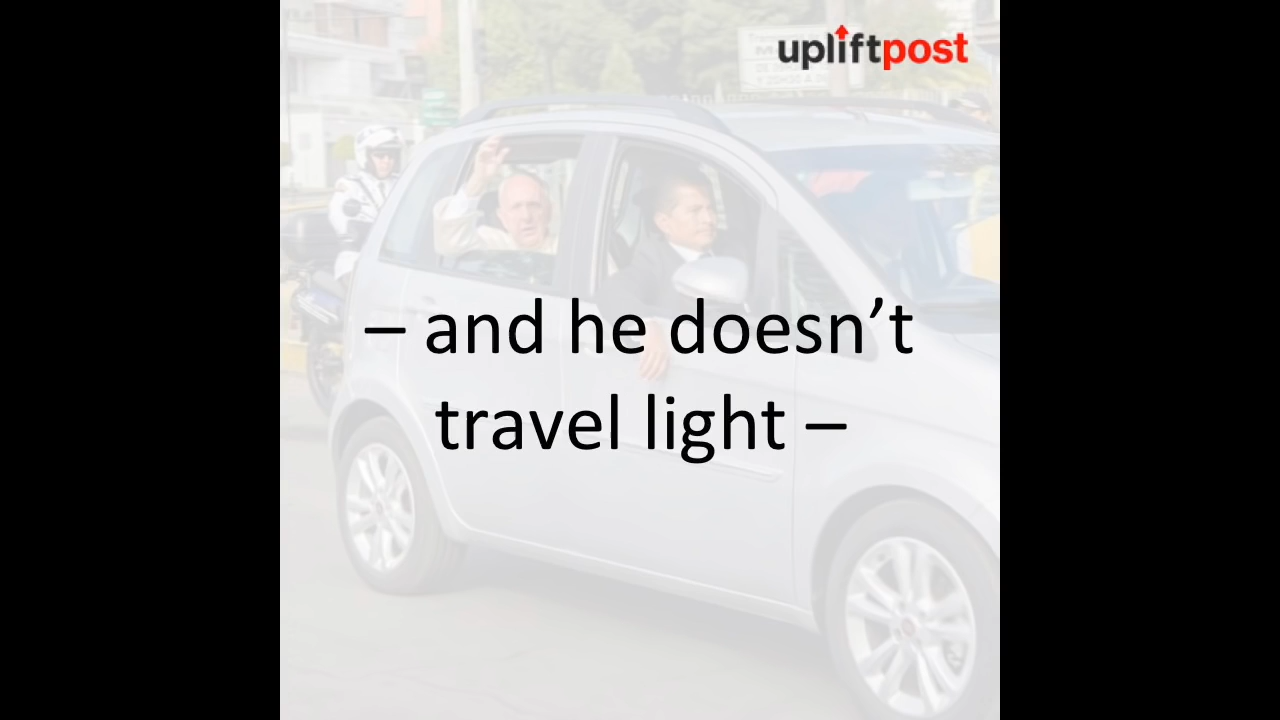 upliftpost
– and he doesn’t
travel light –